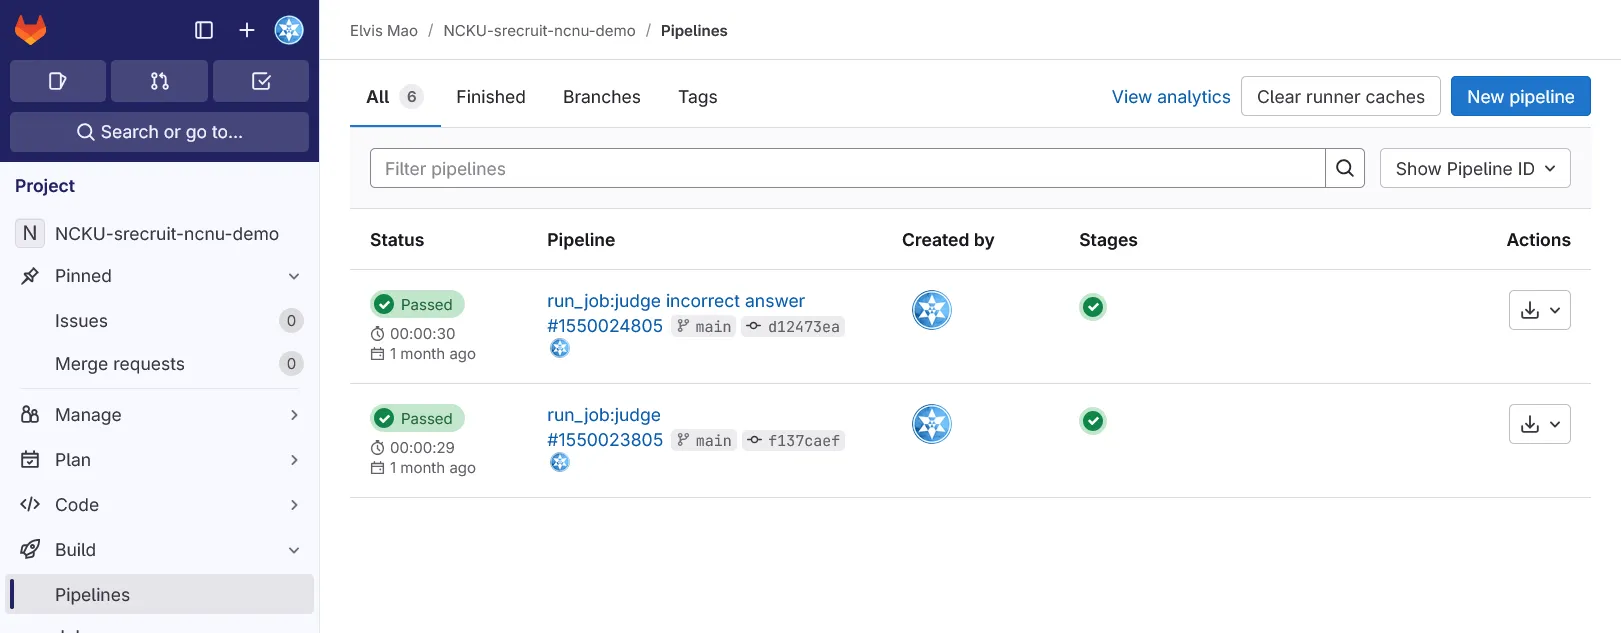 Elvis Mao / NCKU-srecruit-ncnu-demo / Pipelines
Search or go to...
Project
N NCKU-srecruit-ncnu-demo
Pinned
Issues 0
Merge requests 0
Manage
Plan
Code
Build
Pipelines
All 6 Finished Branches Tags
View analytics Clear runner caches New pipeline
Filter pipelines Show Pipeline ID
Status Pipeline Created by Stages Actions
Passed run_job:judge incorrect answer
00:00:30 #1550024805 main d12473ea
1 month ago
Passed run_job:judge
00:00:29 #1550023805 main f137caef
1 month ago